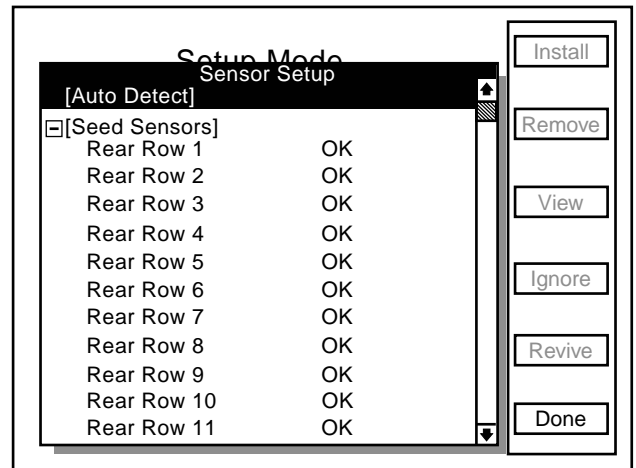 Setup Mode
Sensor Setup
[Auto Detect]
[Seed Sensors]
Rear Row 1 OK
Rear Row 2 OK
Rear Row 3 OK
Rear Row 4 OK
Rear Row 5 OK
Rear Row 6 OK
Rear Row 7 OK
Rear Row 8 OK
Rear Row 9 OK
Rear Row 10 OK
Rear Row 11 OK
Install
Remove
View
Ignore
Revive
Done